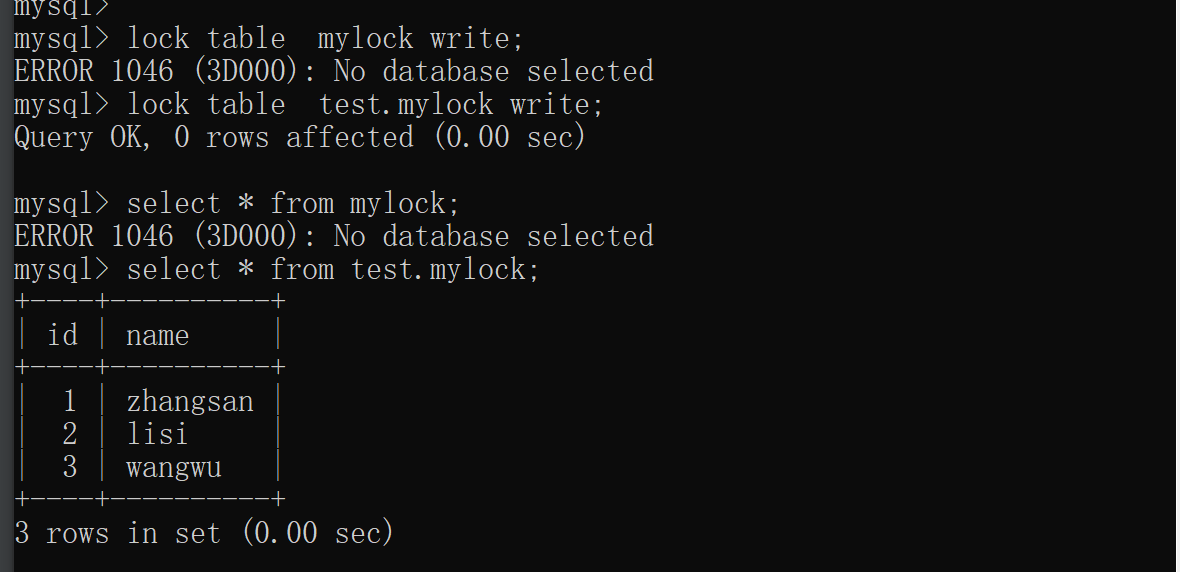 mysql>
mysql> lock table  mylock write;
ERROR 1046 (3D000): No database selected
mysql> lock table  test.mylock write;
Query OK, 0 rows affected (0.00 sec)
mysql> select * from mylock;
ERROR 1046 (3D000): No database selected
mysql> select * from test.mylock;
+----+----------+
| id | name     |
+----+----------+
|  1 | zhangsan |
|  2 | lisi     |
|  3 | wangwu   |
+----+----------+
3 rows in set (0.00 sec)